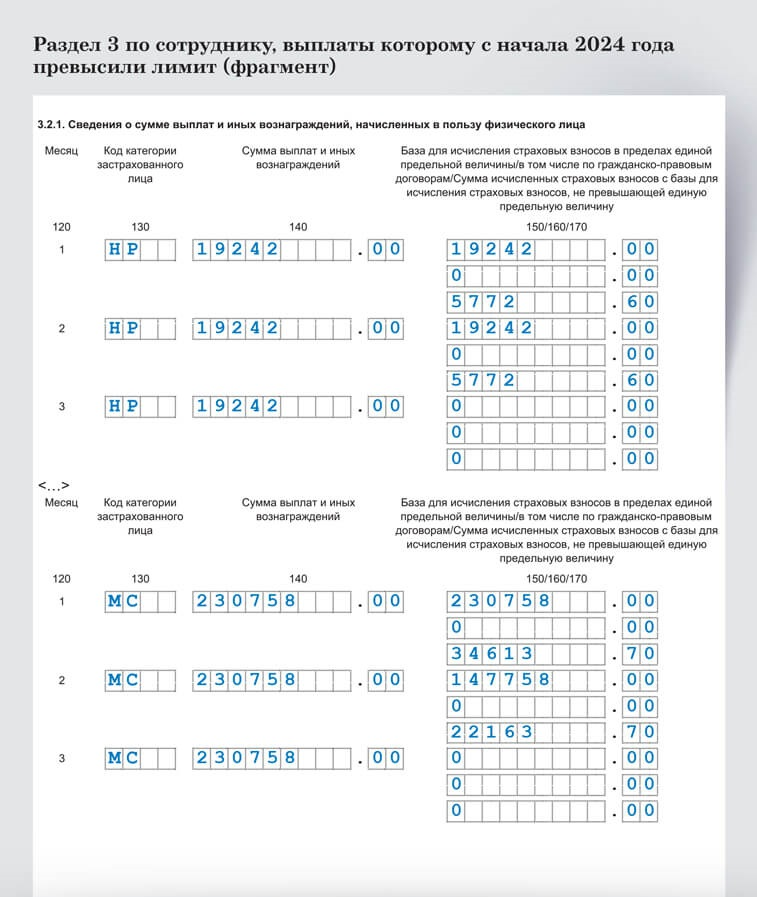 Раздел 3 по сотруднику, выплаты которому с начала 2024 года
превысили лимит (фрагмент)
3.2.1. Сведения о сумме выплат и иных вознаграждений, начисленных в пользу физического лица
Месяц Код категории застрахованного лица Сумма выплат и иных вознаграждений База для исчисления страховых взносов в пределах единой предельной величины/в том числе по гражданско-правовым договорам/Сумма исчисленных страховых взносов с базы для исчисления страховых взносов, не превышающей единую предельную величину
120 130 140 150/160/170
1 НР 19242.00 19242.00
0.00
5772.60
2 НР 19242.00 19242.00
0.00
5772.60
3 НР 19242.00 0.00
0.00
0.00
<...>
Месяц Код категории застрахованного лица Сумма выплат и иных вознаграждений База для исчисления страховых взносов в пределах единой предельной величины/в том числе по гражданско-правовым договорам/Сумма исчисленных страховых взносов с базы для исчисления страховых взносов, не превышающей единую предельную величину
120 130 140 150/160/170
1 МС 230758.00 230758.00
0.00
34613.70
2 МС 230758.00 147758.00
0.00
22163.70
3 МС 230758.00 0.00
0.00
0.00